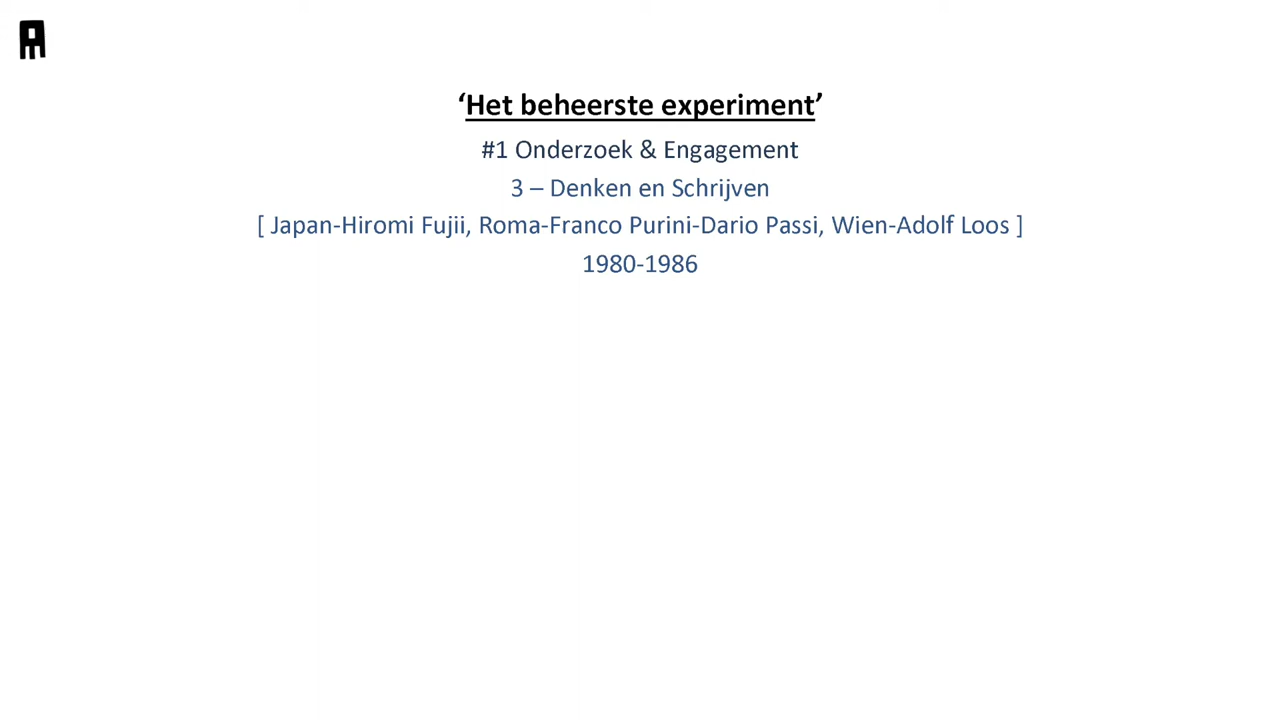 ‘Het beheerste experiment’
#1 Onderzoek & Engagement
3 – Denken en Schrijven
[ Japan-Hiromi Fujii, Roma-Franco Purini-Dario Passi, Wien-Adolf Loos ]
1980-1986